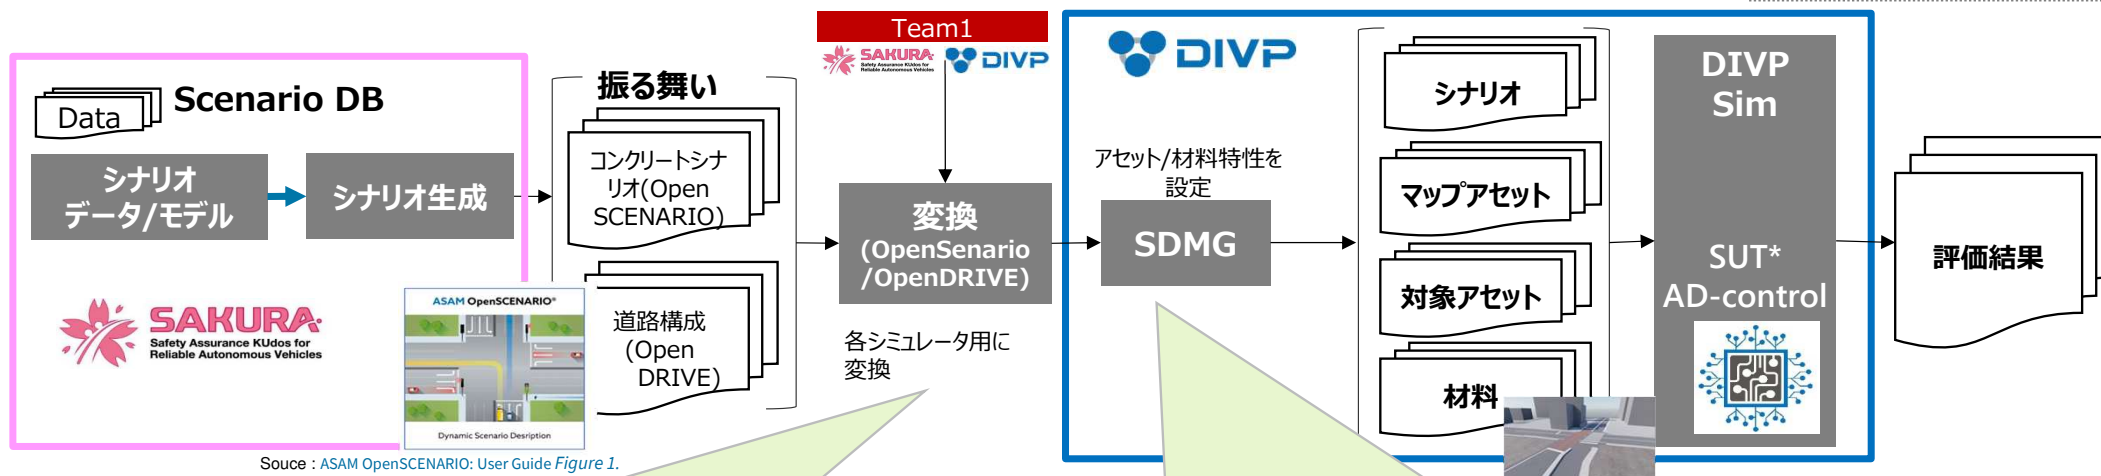 Data
Scenario DB
シナリオ
データ/モデル
シナリオ生成
SAKURA
Safety Assurance KUdos for
Reliable Autonomous Vehicles
振る舞い
コンクリートシナ
リオ(Open
SCENARIO)
道路構成
(Open
DRIVE)
ASAM OpenSCENARIO®
Dynamic Scenario Desription
Souce : ASAM OpenSCENARIO: User Guide Figure 1.
Team1
SAKURA
Safety Assurance KUdos for
Reliable Autonomous Vehicles
DIVP
変換
(OpenSenario
/OpenDRIVE)
各シミュレータ用に
変換
DIVP
アセット/材料特性を
設定
SDMG
シナリオ
マップアセット
対象アセット
材料
DIVP
Sim
SUT*
AD-control
評価結果